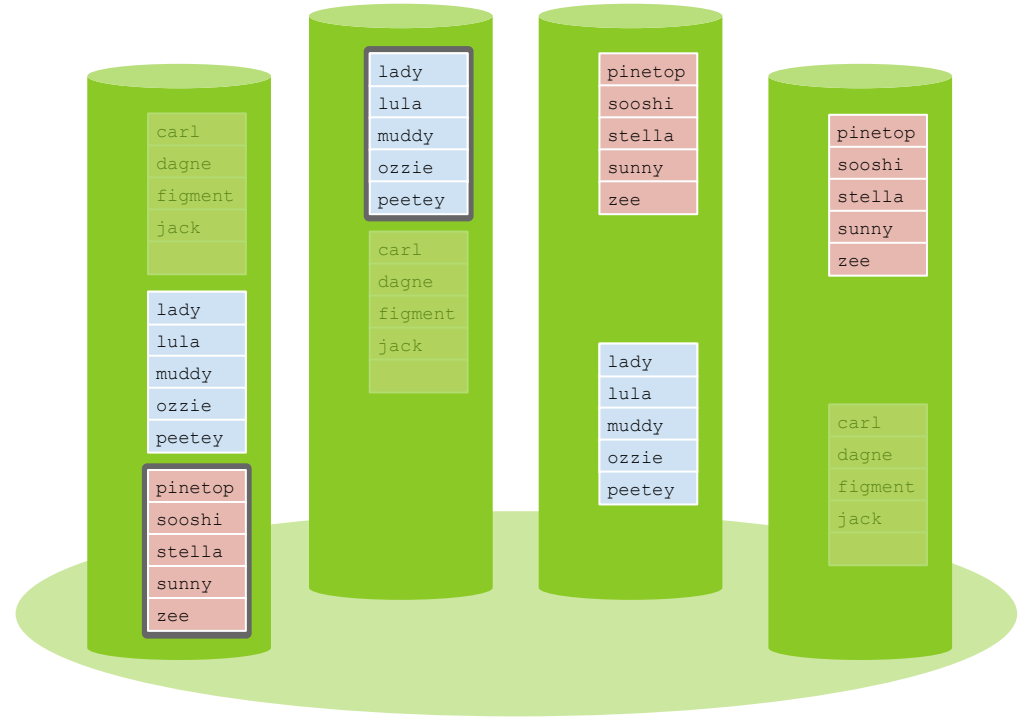 carl
dagne
figment
jack
lady
lula
muddy
ozzie
peetey
pinetop
sooshi
stella
sunny
zee
lady
lula
muddy
ozzie
peetey
carl
dagne
figment
jack
pinetop
sooshi
stella
sunny
zee
lady
lula
muddy
ozzie
peetey
pinetop
sooshi
stella
sunny
zee
carl
dagne
figment
jack